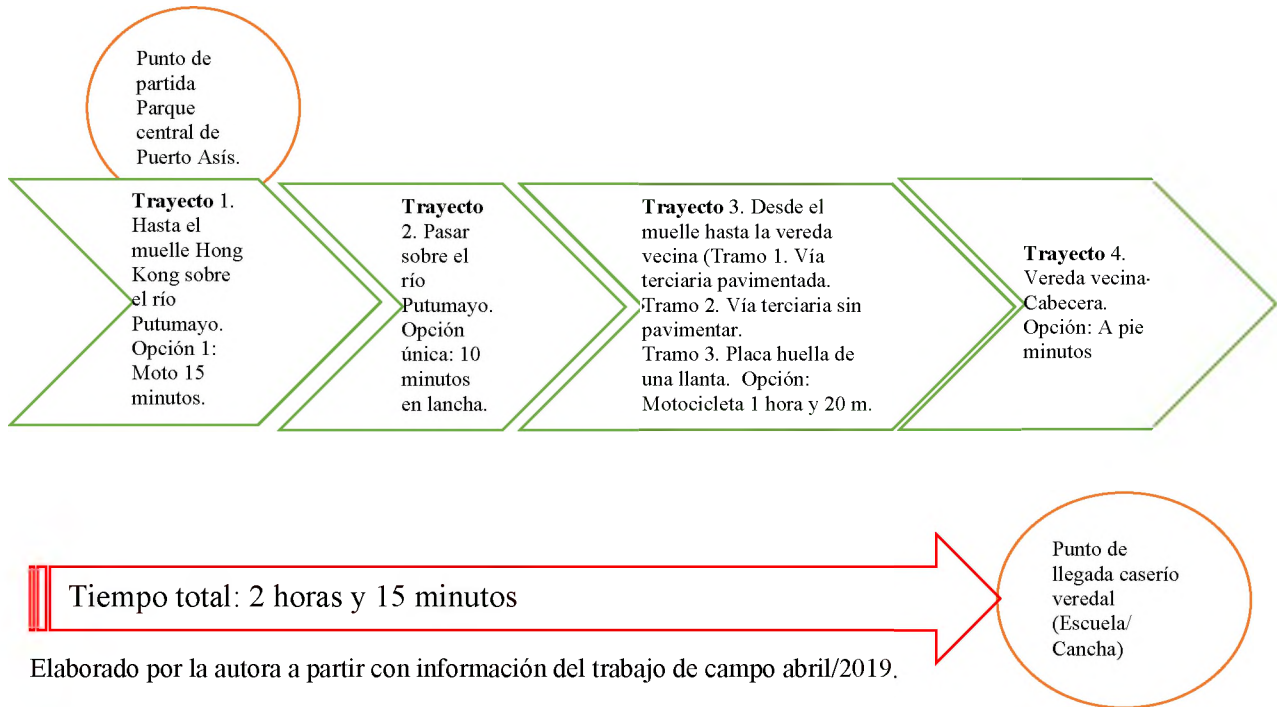 Punto de
partida
Parque
central de
Puerto Asís.
Trayecto 1.
Hasta el
muelle Hong
Kong sobre
el río
Putumayo.
Opción 1:
Moto 15
minutos.
Trayecto
2. Pasar
sobre el
río
Putumayo.
Opción
única: 10
minutos
en lancha.
Trayecto 3. Desde el
muelle hasta la vereda
vecina (Tramo 1. Vía
terciaria pavimentada.
Tramo 2. Vía terciaria sin
pavimentar.
Tramo 3. Placa huella de
una llanta. Opción:
Motocicleta 1 hora y 20 m.
Trayecto 4.
Vereda vecina-
Cabecera.
Opción: A pie
minutos
Tiempo total: 2 horas y 15 minutos
Punto de
llegada caserío
veredal
(Escuela/
Cancha)
Elaborado por la autora a partir con información del trabajo de campo abril/2019.